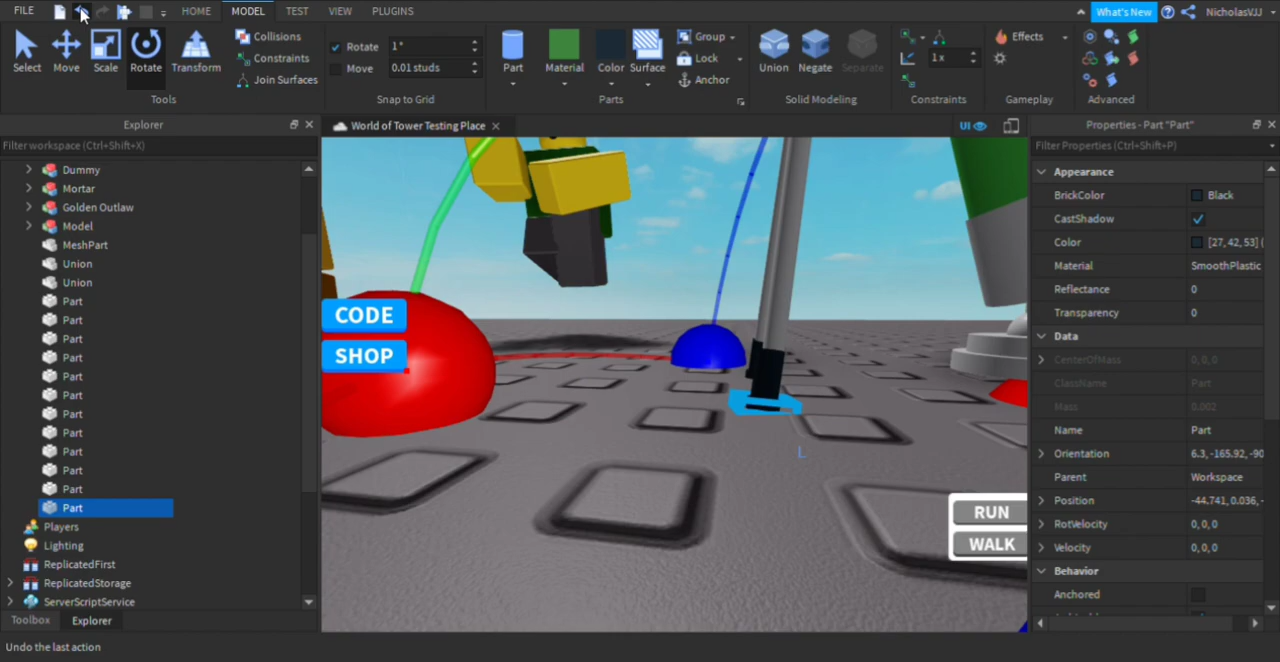 FILE HOME MODEL TEST VIEW PLUGINS What's New NicholasVJJ
Select Move Scale Rotate Transform
Collisions
Constraints
Join Surfaces
Tools
Rotate 1°
Move 0.01 studs
Snap to Grid
Part Material Color Surface
Group
Lock
Anchor
Parts
Union Negate Separate
Solid Modeling
1x
Constraints
Effects
Gameplay
Advanced
Explorer
Filter workspace (Ctrl+Shift+X)
Dummy
Mortar
Golden Outlaw
Model
MeshPart
Union
Union
Part
Part
Part
Part
Part
Part
Part
Part
Part
Part
Part
Part
Players
Lighting
ReplicatedFirst
ReplicatedStorage
ServerScriptService
Toolbox Explorer
Undo the last action
World of Tower Testing Place
UI
CODE
SHOP
L
RUN
WALK
Properties - Part "Part"
Filter Properties (Ctrl+Shift+P)
Appearance
BrickColor Black
CastShadow
Color [27, 42, 53] (
Material SmoothPlastic
Reflectance 0
Transparency 0
Data
CenterOfMass 0, 0, 0
ClassName Part
Mass 0.002
Name Part
Orientation 6.3, -165.92, -90
Parent Workspace
Position -44.741, 0.036, -
RotVelocity 0, 0, 0
Velocity 0, 0, 0
Behavior
Anchored